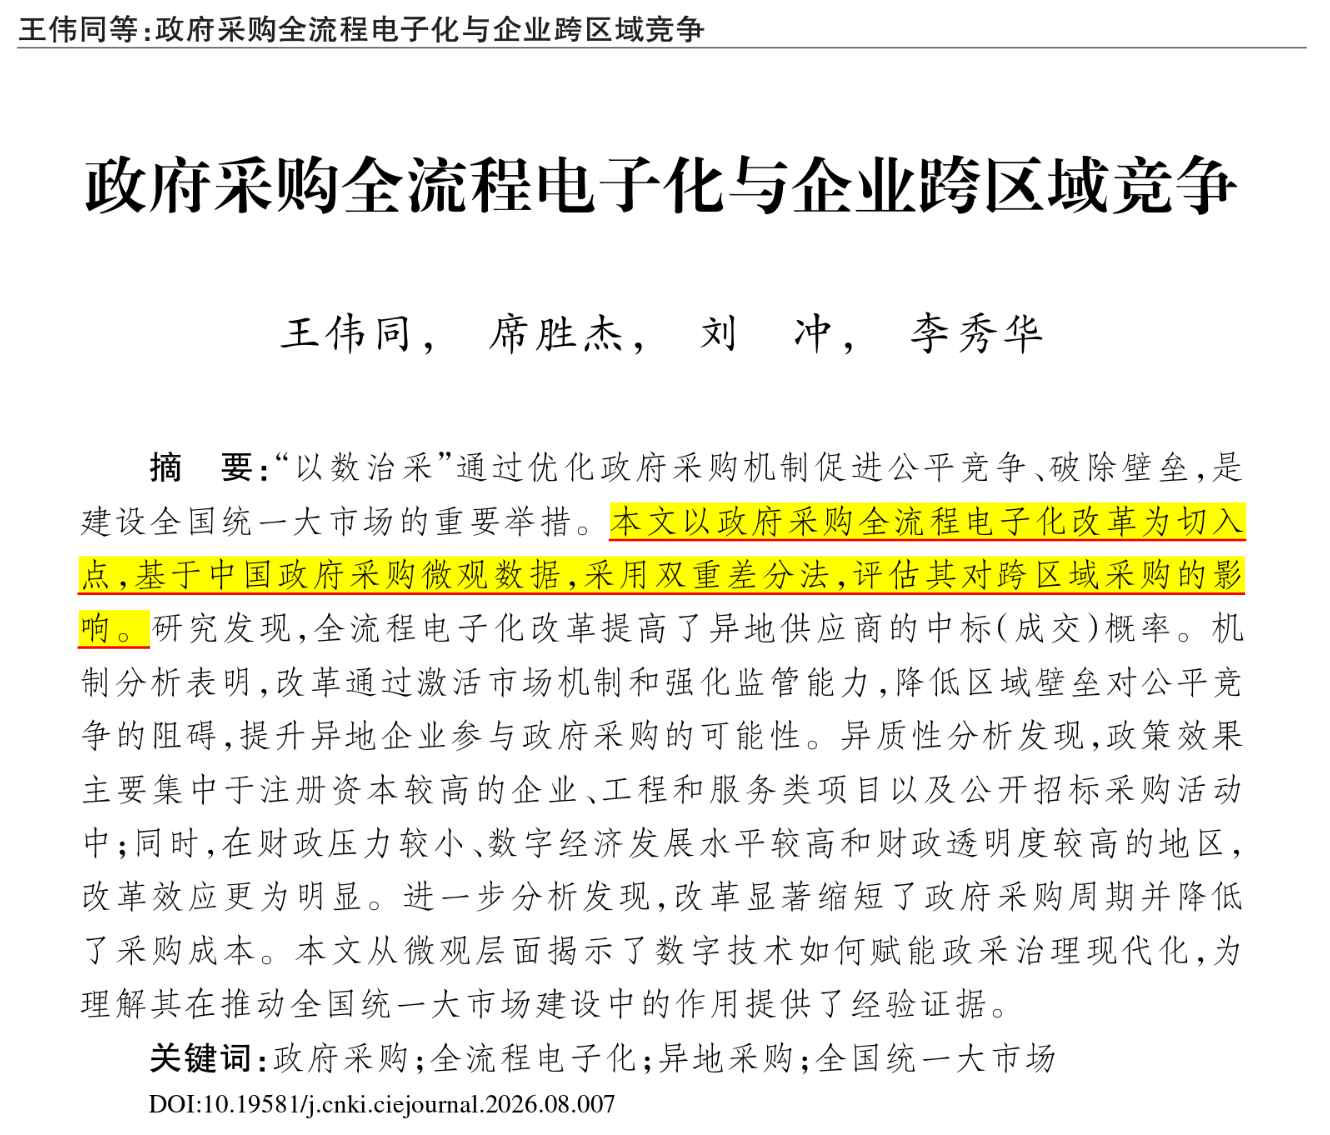 王伟同等:政府采购全流程电子化与企业跨区域竞争
政府采购全流程电子化与企业跨区域竞争
王伟同， 席胜杰， 刘　冲， 李秀华
摘　要:“以数治采”通过优化政府采购机制促进公平竞争、破除壁垒,是
建设全国统一大市场的重要举措。本文以政府采购全流程电子化改革为切入
点,基于中国政府采购微观数据,采用双重差分法,评估其对跨区域采购的影
响。研究发现,全流程电子化改革提高了异地供应商的中标(成交)概率。机
制分析表明,改革通过激活市场机制和强化监管能力,降低区域壁垒对公平竞
争的阻碍,提升异地企业参与政府采购的可能性。异质性分析发现,政策效果
主要集中于注册资本较高的企业、工程和服务类项目以及公开招标采购活动
中;同时,在财政压力较小、数字经济发展水平较高和财政透明度较高的地区,
改革效应更为明显。进一步分析发现,改革显著缩短了政府采购周期并降低
了采购成本。本文从微观层面揭示了数字技术如何赋能政采治理现代化,为
理解其在推动全国统一大市场建设中的作用提供了经验证据。
关键词:政府采购;全流程电子化;异地采购;全国统一大市场
DOI:10.19581/j.cnki.ciejournal.2026.08.007